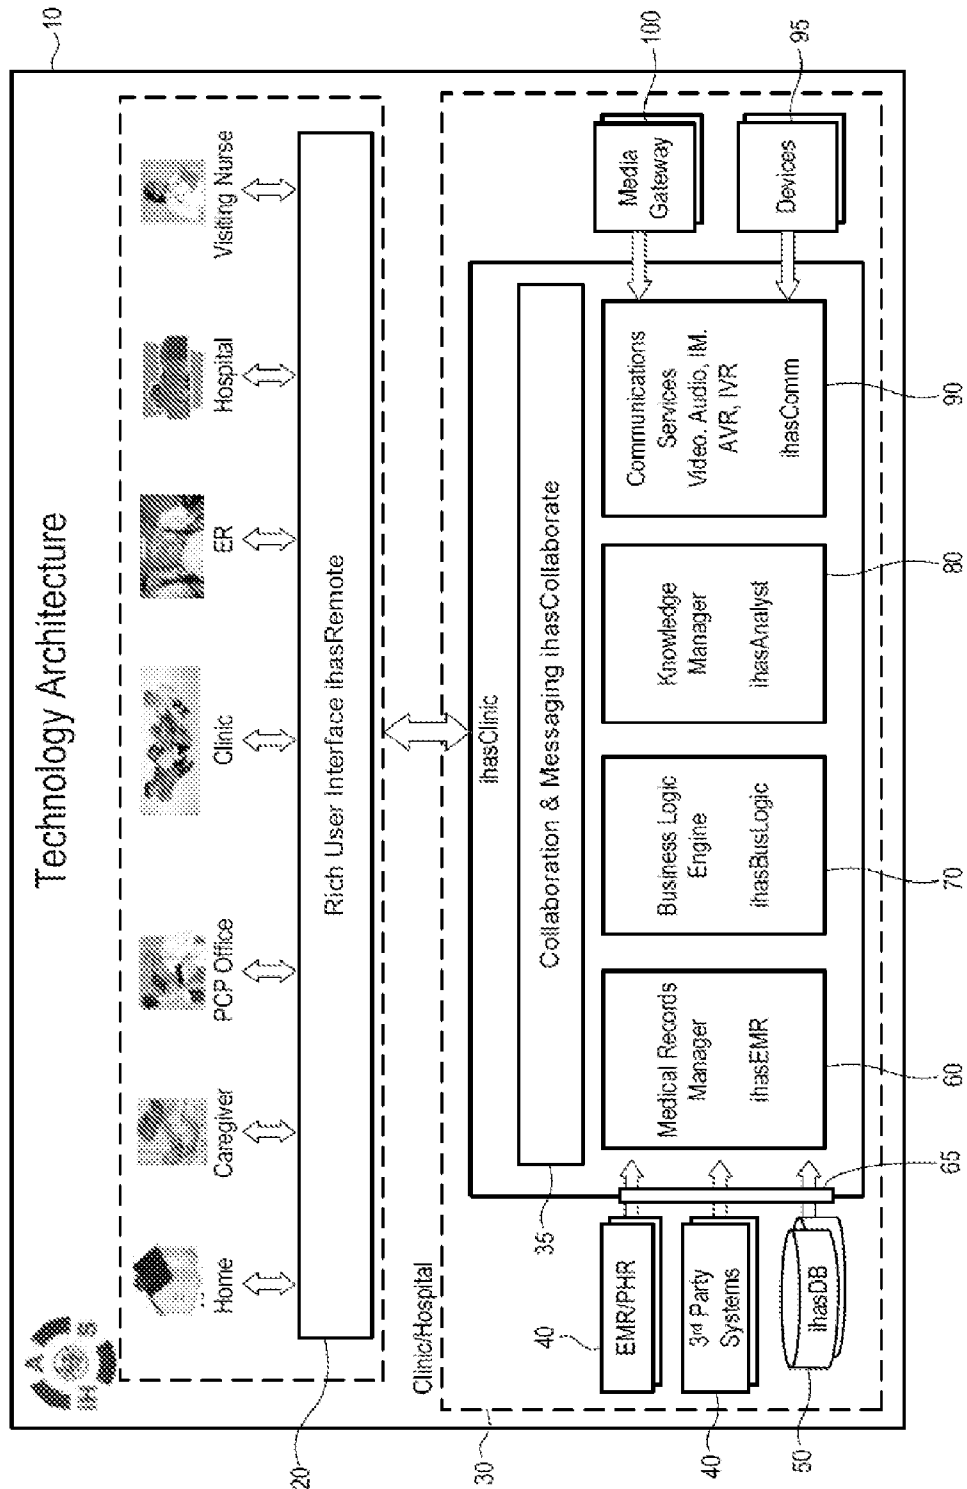 Technology Architecture
10
IH
A
S
Home
Caregiver
PCP Office
Clinic
ER
Hospital
Visiting Nurse
Rich User Interface ihasRemote
20
Clinic/Hospital
30
ihasClinic
Collaboration & Messaging ihasCollaborate
35
EMR/PHR
40
3rd Party
Systems
40
ihasDB
50
65
Medical Records
Manager
ihasEMR
60
Business Logic
Engine
ihasBusLogic
70
Knowledge
Manager
ihasAnalyst
80
Communications
Services
Video. Audio, IM.
AVR, IVR
ihasComm
90
Media
Gateway
100
Devices
95